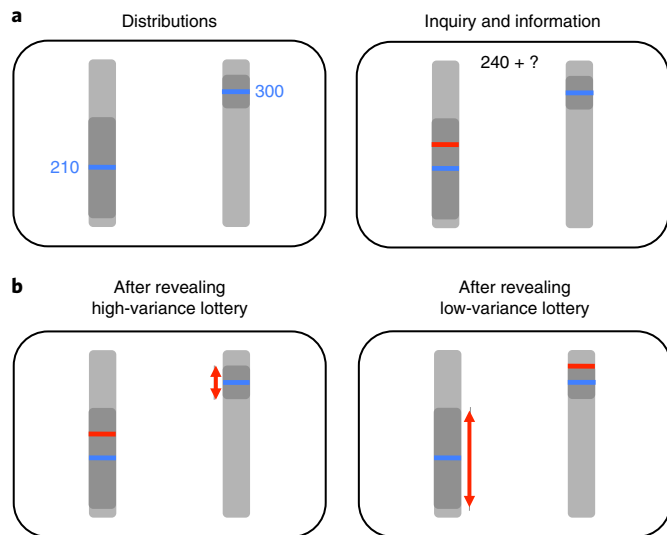 a
Distributions
Inquiry and information
240 + ?
300
210
b
After revealing
high-variance lottery
After revealing
low-variance lottery